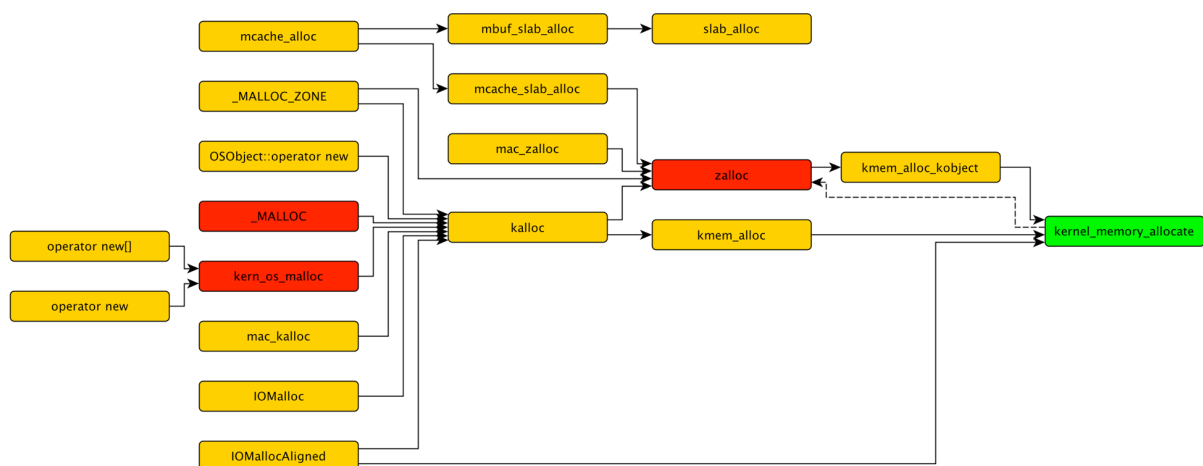 mcache_alloc
mbuf_slab_alloc
slab_alloc
_MALLOC_ZONE
mcache_slab_alloc
OSObject::operator new
mac_zalloc
zalloc
kmem_alloc_kobject
_MALLOC
kalloc
kmem_alloc
kernel_memory_allocate
operator new[]
kern_os_malloc
operator new
mac_kalloc
IOMalloc
IOMallocAligned